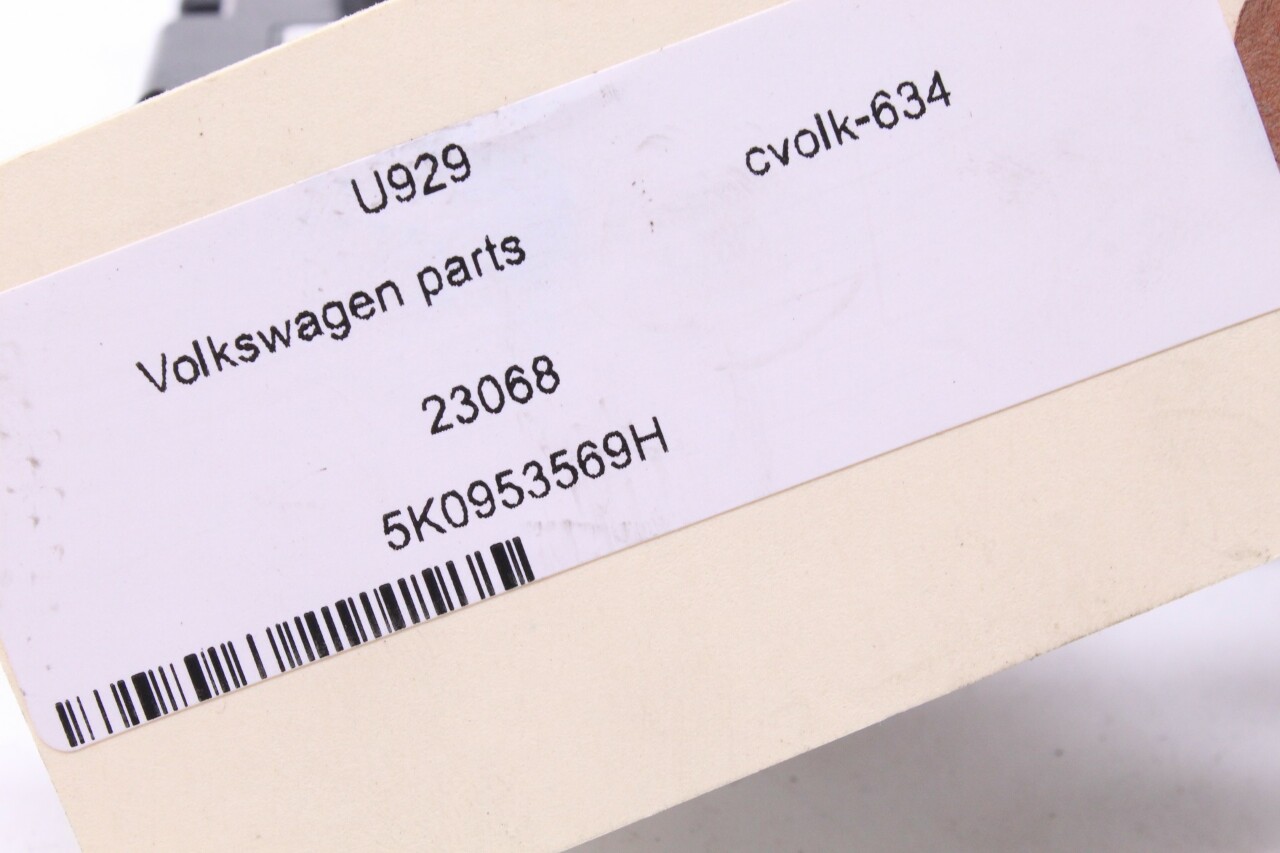 U929
cvolk-634
Volkswagen parts
23068
5K0953569H